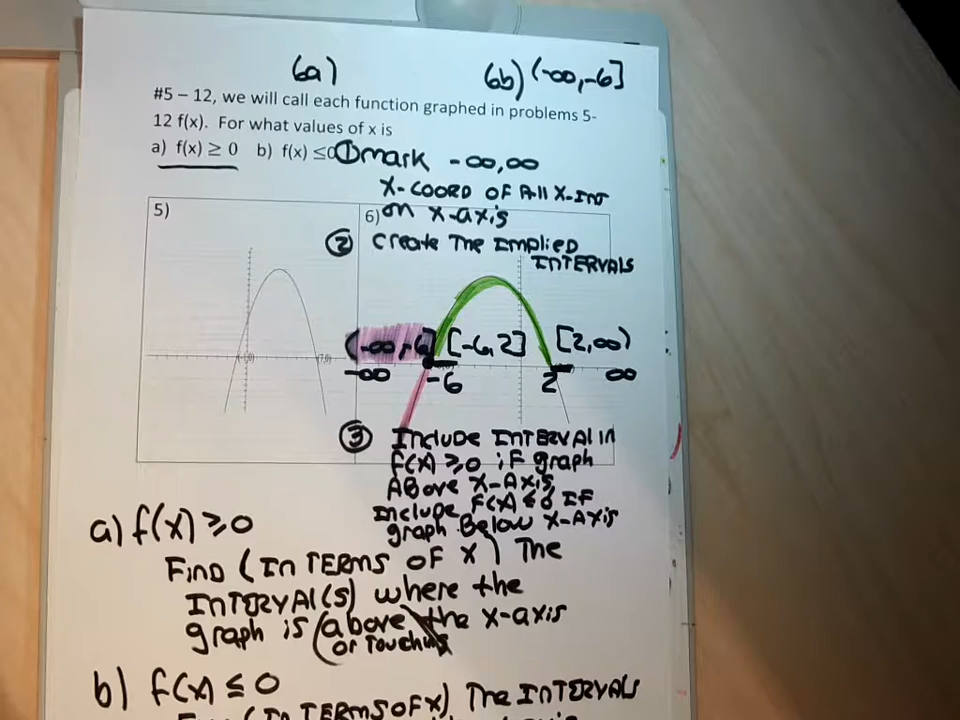 6a) 6b) (-∞,-6]
#5 – 12, we will call each function graphed in problems 5-
12 f(x). For what values of x is
a) f(x) ≥ 0 b) f(x) ≤0 ① mark -∞,∞
X-COORD OF All X-INT
5) 6) on x-axis
② Create The Implied
INTERVALS
(-∞,-6] [-6,2] [2,∞)
-∞ -6 2 ∞
③ Include INTERVAL in
f(x) ≥0 if graph
Above X-Axis
Include f(x) ≤ 0 IF
graph Below X-Axis
a) f(x) ≥0
Find (In TERMS OF X) The
INTERVAl(s) where the
graph is (above) the x-axis
or Touching
b) f(x) ≤ 0
Find (In TERMS OF x) The INTERVALS